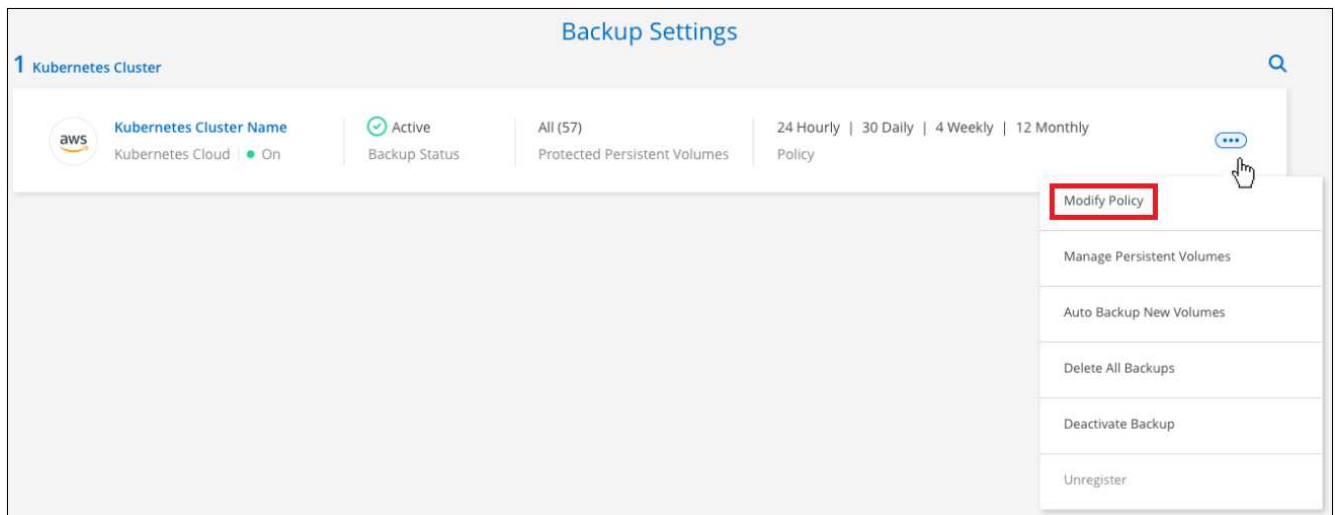 Backup Settings
1 Kubernetes Cluster
aws
Kubernetes Cluster Name
Kubernetes Cloud | On
Active
Backup Status
All (57)
Protected Persistent Volumes
24 Hourly | 30 Daily | 4 Weekly | 12 Monthly
Policy
Modify Policy
Manage Persistent Volumes
Auto Backup New Volumes
Delete All Backups
Deactivate Backup
Unregister